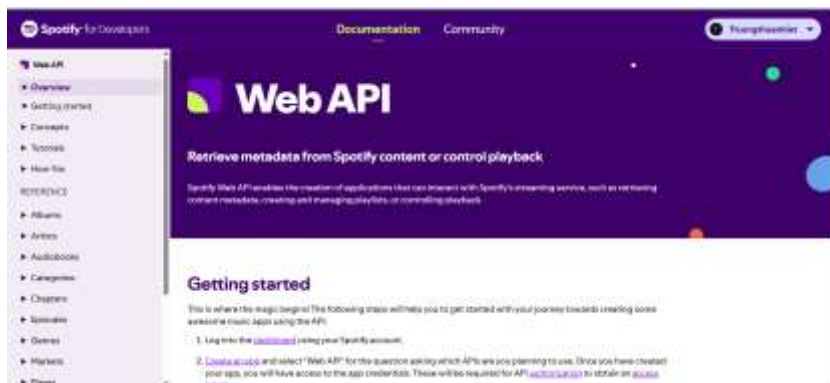 Spotify for Developers
Documentation
Community
Web API
Overview
Getting started
Concepts
Tutorials
How-Tos
REFERENCE
Albums
Artists
Audiobooks
Categories
Chapters
Episodes
Genres
Markets
Web API
Retrieve metadata from Spotify content or control playback
Spotify Web API enables the creation of applications that can interact with Spotify's streaming service, such as retrieving
content metadata, creating and managing playlists, or controlling playback.
Getting started
This is where the magic begins! The following steps will help you to get started with your journey towards creating some
awesome music apps using the API:
1. Log into the dashboard using your Spotify account.
2. Create an app and select "Web API" for the question asking which APIs are you planning to use. Once you have created
your app, you will have access to the app credentials. These will be required for API authorization to obtain an access